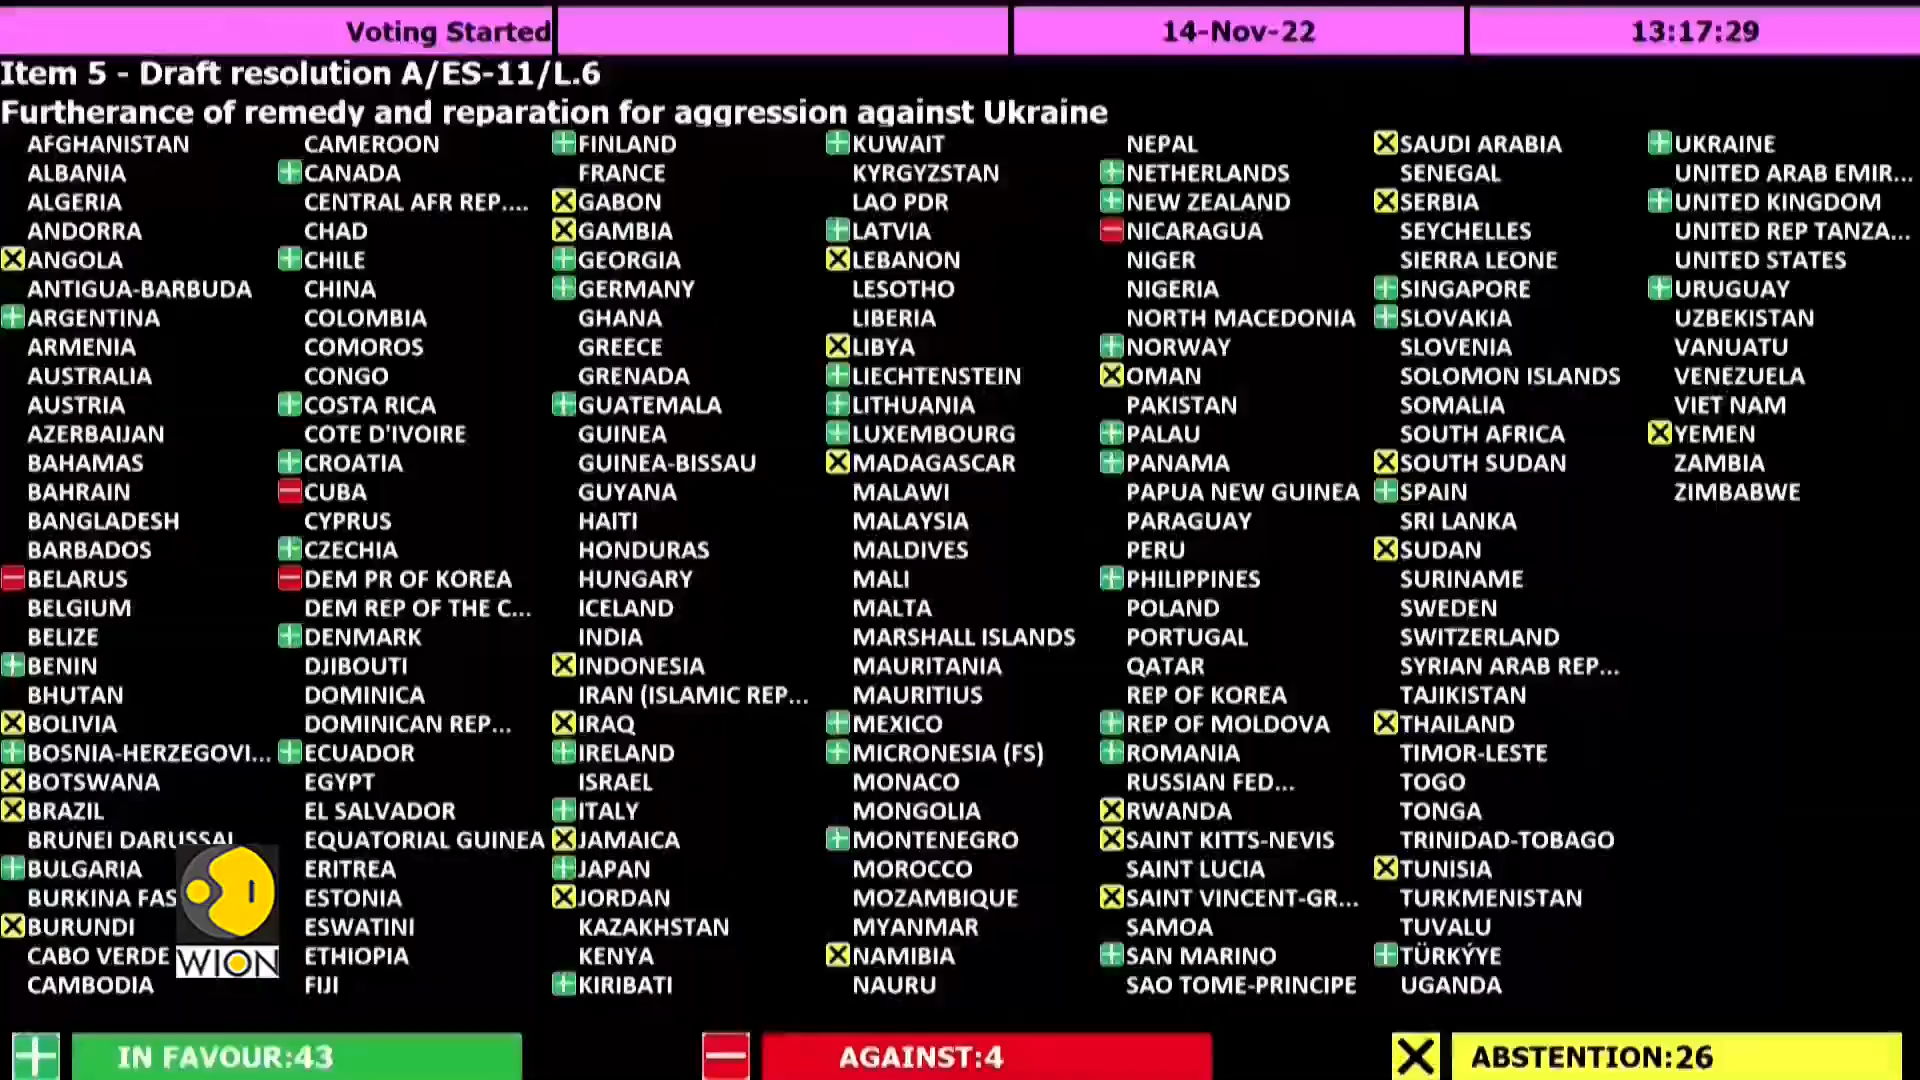 Voting Started 14-Nov-22 13:17:29
Item 5 - Draft resolution A/ES-11/L.6
Furtherance of remedy and reparation for aggression against Ukraine
AFGHANISTAN
ALBANIA
ALGERIA
ANDORRA
ANGOLA
ANTIGUA-BARBUDA
ARGENTINA
ARMENIA
AUSTRALIA
AUSTRIA
AZERBAIJAN
BAHAMAS
BAHRAIN
BANGLADESH
BARBADOS
BELARUS
BELGIUM
BELIZE
BENIN
BHUTAN
BOLIVIA
BOSNIA-HERZEGOVI...
BOTSWANA
BRAZIL
BRUNEI DARUSSAL
BULGARIA
BURKINA FAS
BURUNDI
CABO VERDE
CAMBODIA
CAMEROON
CANADA
CENTRAL AFR REP....
CHAD
CHILE
CHINA
COLOMBIA
COMOROS
CONGO
COSTA RICA
COTE D'IVOIRE
CROATIA
CUBA
CYPRUS
CZECHIA
DEM PR OF KOREA
DEM REP OF THE C...
DENMARK
DJIBOUTI
DOMINICA
DOMINICAN REP...
ECUADOR
EGYPT
EL SALVADOR
EQUATORIAL GUINEA
ERITREA
ESTONIA
ESWATINI
ETHIOPIA
FIJI
FINLAND
FRANCE
GABON
GAMBIA
GEORGIA
GERMANY
GHANA
GREECE
GRENADA
GUATEMALA
GUINEA
GUINEA-BISSAU
GUYANA
HAITI
HONDURAS
HUNGARY
ICELAND
INDIA
INDONESIA
IRAN (ISLAMIC REP...
IRAQ
IRELAND
ISRAEL
ITALY
JAMAICA
JAPAN
JORDAN
KAZAKHSTAN
KENYA
KIRIBATI
KUWAIT
KYRGYZSTAN
LAO PDR
LATVIA
LEBANON
LESOTHO
LIBERIA
LIBYA
LIECHTENSTEIN
LITHUANIA
LUXEMBOURG
MADAGASCAR
MALAWI
MALAYSIA
MALDIVES
MALI
MALTA
MARSHALL ISLANDS
MAURITANIA
MAURITIUS
MEXICO
MICRONESIA (FS)
MONACO
MONGOLIA
MONTENEGRO
MOROCCO
MOZAMBIQUE
MYANMAR
NAMIBIA
NAURU
NEPAL
NETHERLANDS
NEW ZEALAND
NICARAGUA
NIGER
NIGERIA
NORTH MACEDONIA
NORWAY
OMAN
PAKISTAN
PALAU
PANAMA
PAPUA NEW GUINEA
PARAGUAY
PERU
PHILIPPINES
POLAND
PORTUGAL
QATAR
REP OF KOREA
REP OF MOLDOVA
ROMANIA
RUSSIAN FED...
RWANDA
SAINT KITTS-NEVIS
SAINT LUCIA
SAINT VINCENT-GR...
SAMOA
SAN MARINO
SAO TOME-PRINCIPE
SAUDI ARABIA
SENEGAL
SERBIA
SEYCHELLES
SIERRA LEONE
SINGAPORE
SLOVAKIA
SLOVENIA
SOLOMON ISLANDS
SOMALIA
SOUTH AFRICA
SOUTH SUDAN
SPAIN
SRI LANKA
SUDAN
SURINAME
SWEDEN
SWITZERLAND
SYRIAN ARAB REP...
TAJIKISTAN
THAILAND
TIMOR-LESTE
TOGO
TONGA
TRINIDAD-TOBAGO
TUNISIA
TURKMENISTAN
TUVALU
TÜRKÝYE
UGANDA
UKRAINE
UNITED ARAB EMIR...
UNITED KINGDOM
UNITED REP TANZA...
UNITED STATES
URUGUAY
UZBEKISTAN
VANUATU
VENEZUELA
VIET NAM
YEMEN
ZAMBIA
ZIMBABWE
WION
IN FAVOUR:43 AGAINST:4 ABSTENTION:26